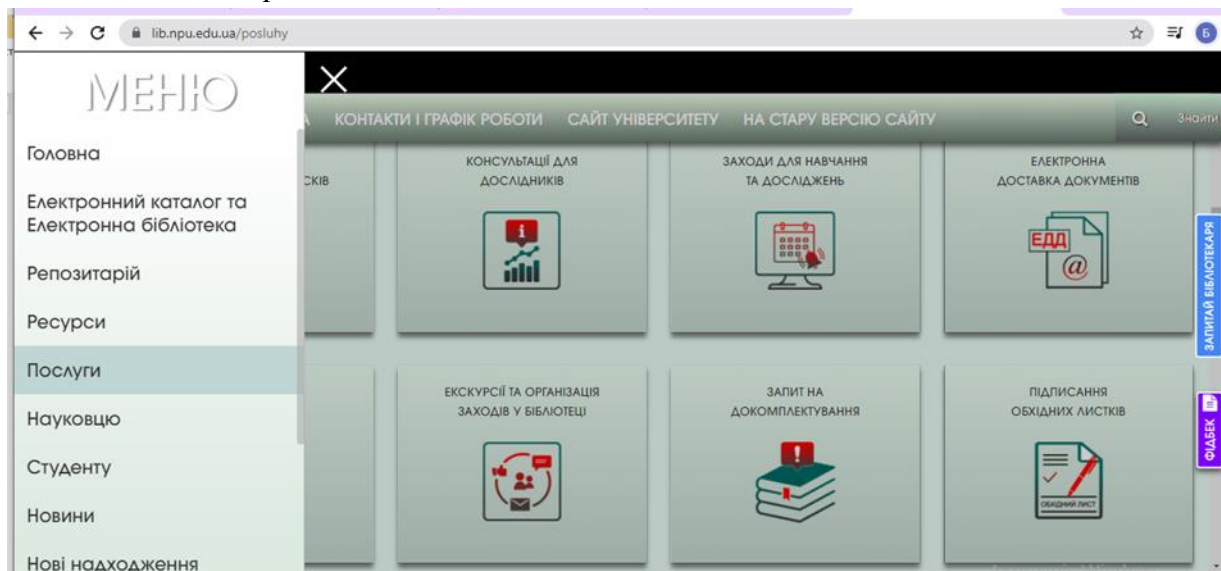 lib.npu.edu.ua/posluhy
Б
МЕНЮ
КОНТАКТИ І ГРАФІК РОБОТИ САЙТ УНІВЕРСИТЕТУ НА СТАРУ ВЕРСІЮ САЙТУ
Знайти
Головна
Електронний каталог та
Електронна бібліотека
Репозитарій
Ресурси
Послуги
Науковцю
Студенту
Новини
Нові надходження
КОНСУЛЬТАЦІЇ ДЛЯ
ДОСЛІДНИКІВ
ЗАХОДИ ДЛЯ НАВЧАННЯ
ТА ДОСЛІДЖЕНЬ
ЕЛЕКТРОННА
ДОСТАВКА ДОКУМЕНТІВ
ЕДД
@
ЕКСКУРСІЇ ТА ОРГАНІЗАЦІЯ
ЗАХОДІВ У БІБЛІОТЕЦІ
ЗАПИТ НА
ДОКОМПЛЕКТУВАННЯ
ПІДПИСАННЯ
ОБХІДНИХ ЛИСТКІВ
ОБХІДНИЙ ЛИСТ
ЗАПИТАЙ БІБЛІОТЕКАРЯ
ФІДБЕК